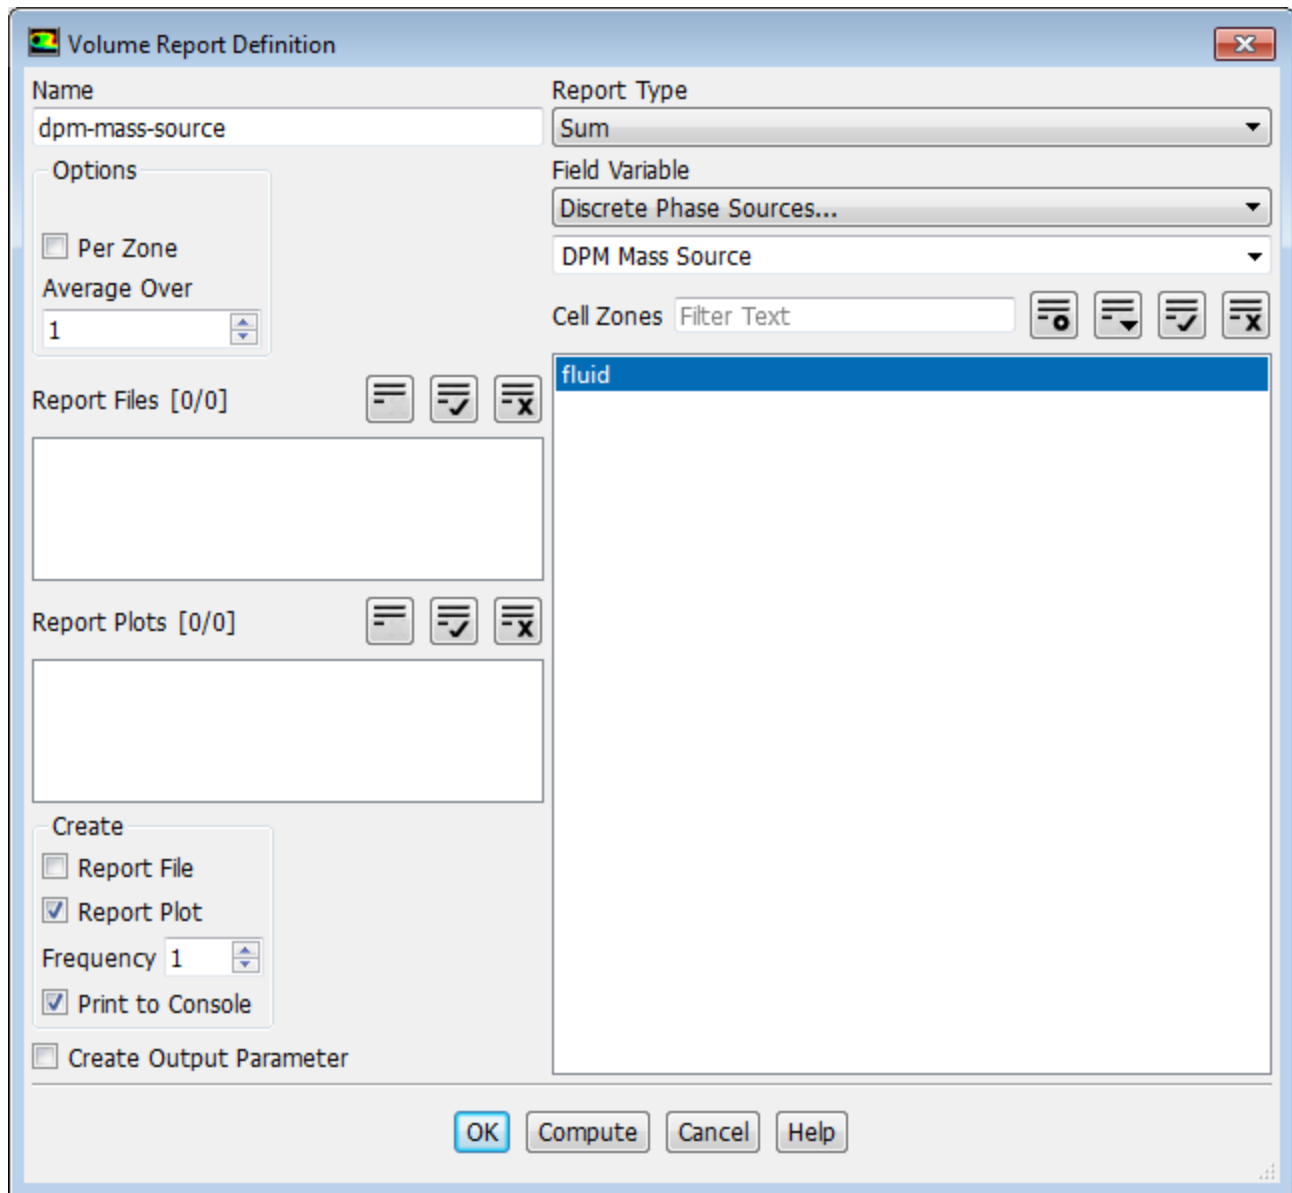 Volume Report Definition
Name
dpm-mass-source
Options
Per Zone
Average Over
1
Report Files [0/0]
Report Plots [0/0]
Create
Report File
Report Plot
Frequency 1
Print to Console
Create Output Parameter
Report Type
Sum
Field Variable
Discrete Phase Sources...
DPM Mass Source
Cell Zones Filter Text
fluid
OK Compute Cancel Help